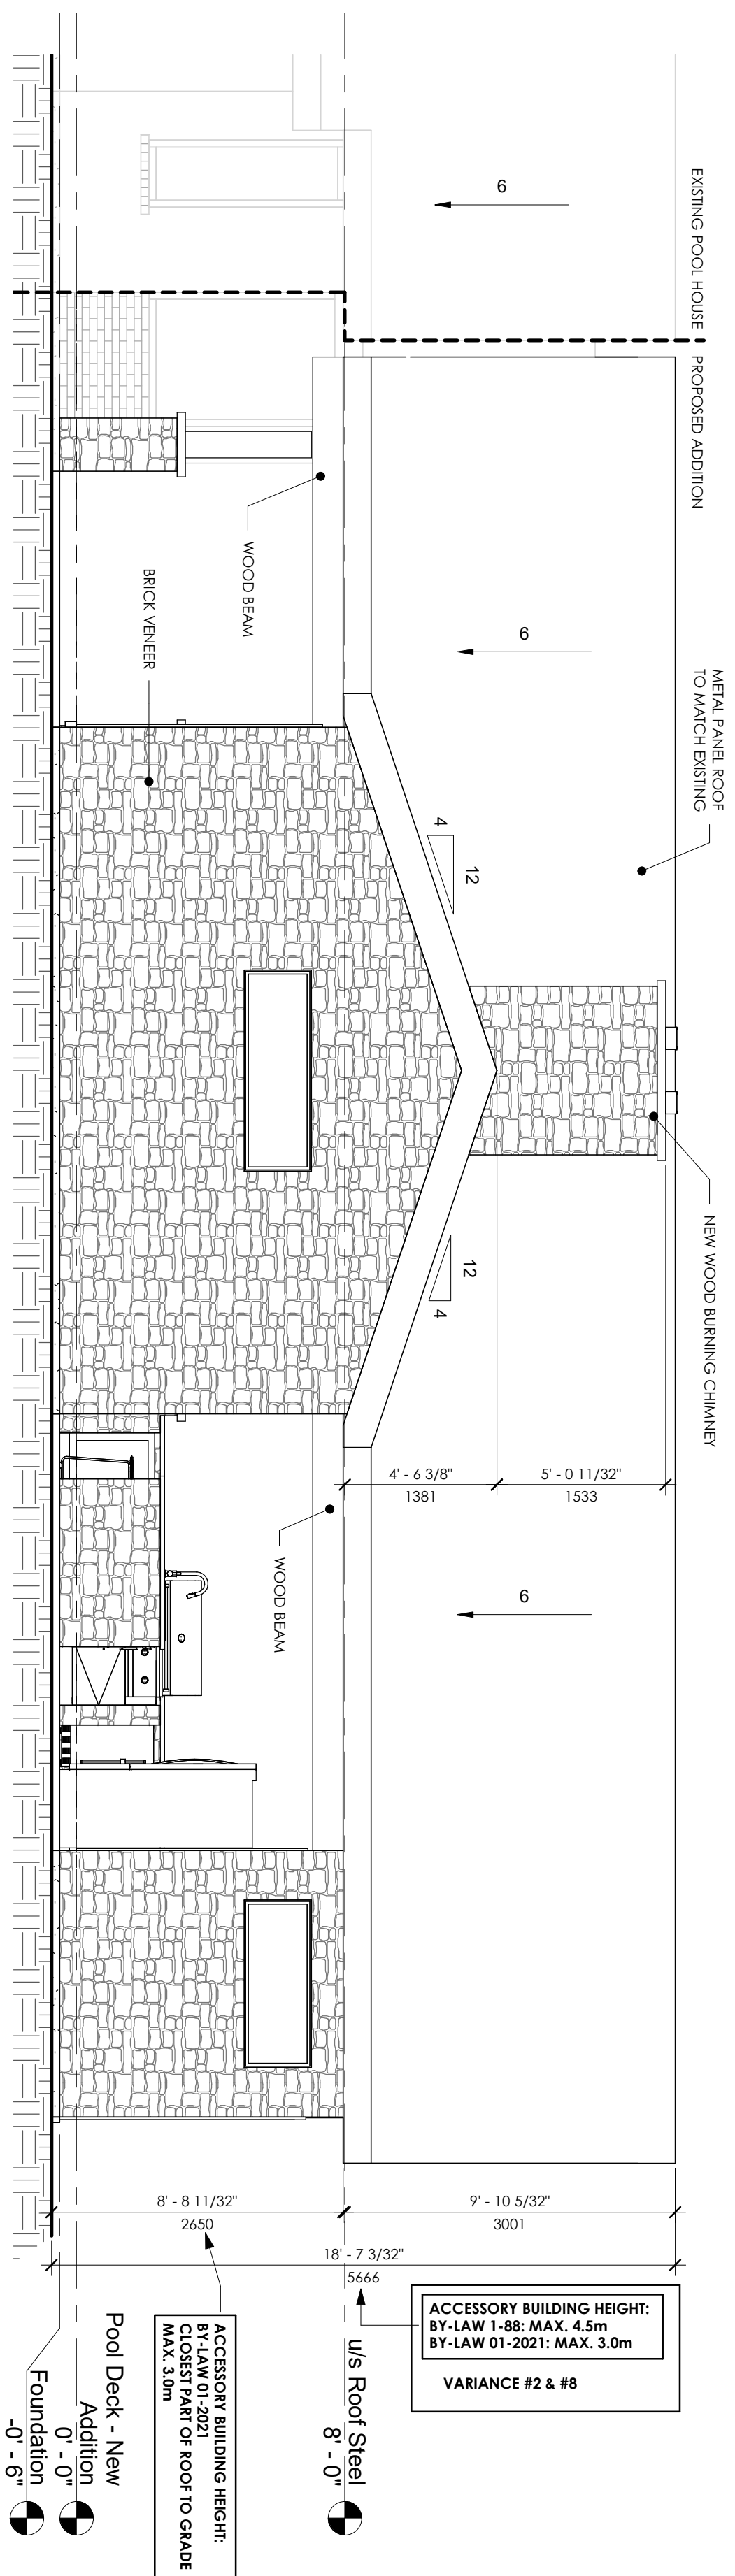 EXISTING POOL HOUSE
PROPOSED ADDITION
METAL PANEL ROOF
TO MATCH EXISTING
NEW WOOD BURNING CHIMNEY
6
6
6
4
12
12
4
WOOD BEAM
BRICK VENEER
WOOD BEAM
4' - 6 3/8"
1381
5' - 0 11/32"
1533
8' - 8 11/32"
2650
9' - 10 5/32"
3001
18' - 7 3/32"
5666
ACCESSORY BUILDING HEIGHT:
BY-LAW 1-88: MAX. 4.5m
BY-LAW 01-2021: MAX. 3.0m
VARIANCE #2 & #8
ACCESSORY BUILDING HEIGHT:
BY-LAW 01-2021
CLOSEST PART OF ROOF TO GRADE
MAX. 3.0m
u/s Roof Steel
8' - 0"
Pool Deck - New
Addition
0' - 0"
Foundation
-0' - 6"